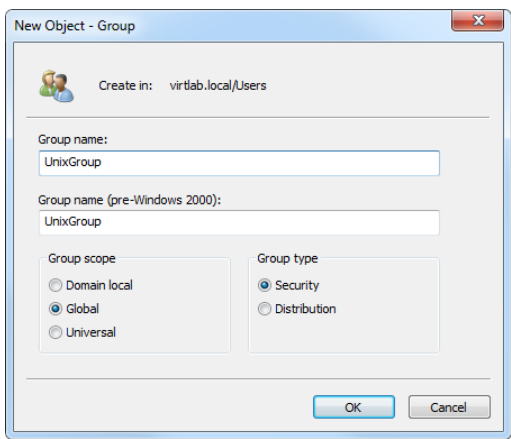 New Object - Group
Create in: virtlab.local/Users
Group name:
UnixGroup
Group name (pre-Windows 2000):
UnixGroup
Group scope Group type
Domain local Security
Global Distribution
Universal
OK Cancel